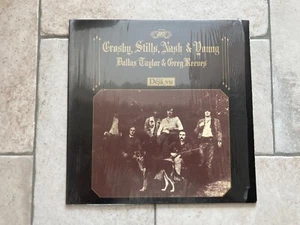 Crosby, Stills, Nash & Young
Dallas Taylor & Greg Reeves
Déjà vu